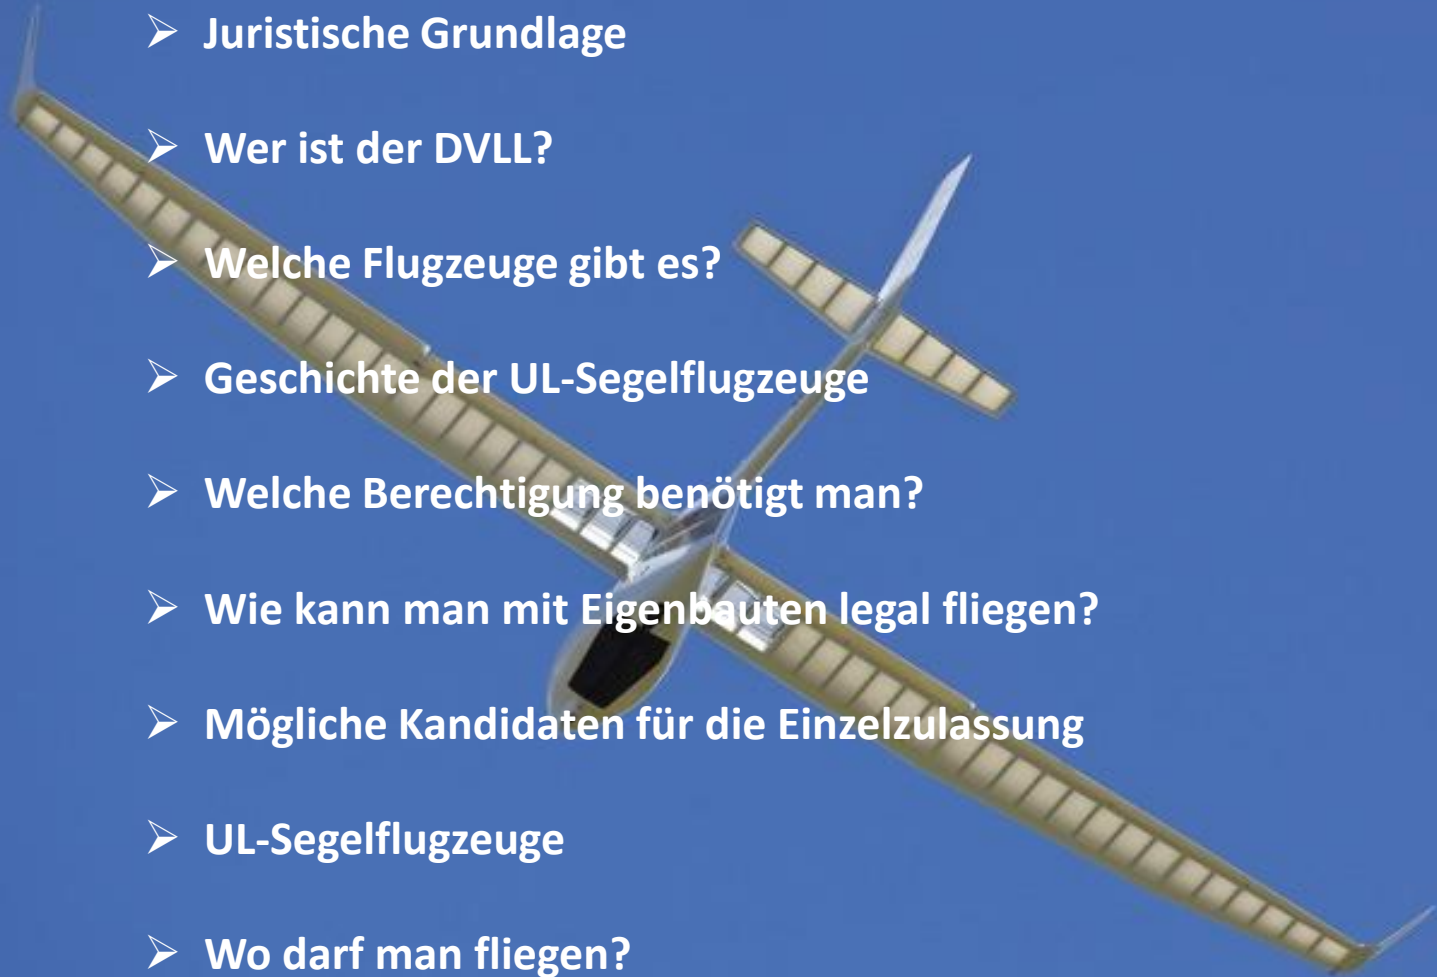 ➢ Juristische Grundlage
➢ Wer ist der DVLL?
➢ Welche Flugzeuge gibt es?
➢ Geschichte der UL-Segelflugzeuge
➢ Welche Berechtigung benötigt man?
➢ Wie kann man mit Eigenbauten legal fliegen?
➢ Mögliche Kandidaten für die Einzelzulassung
➢ UL-Segelflugzeuge
➢ Wo darf man fliegen?